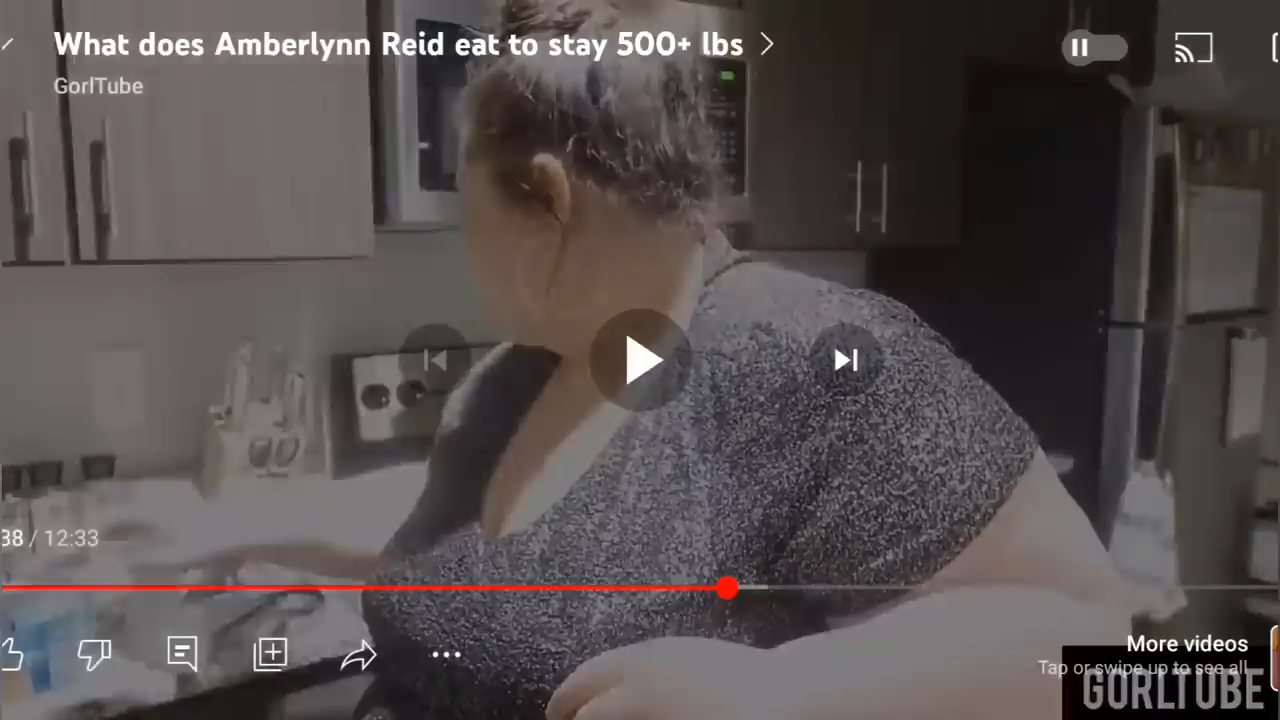 What does Amberlynn Reid eat to stay 500+ lbs
GorlTube
38 / 12:33
More videos
Tap or swipe up to see all
GORLTUBE